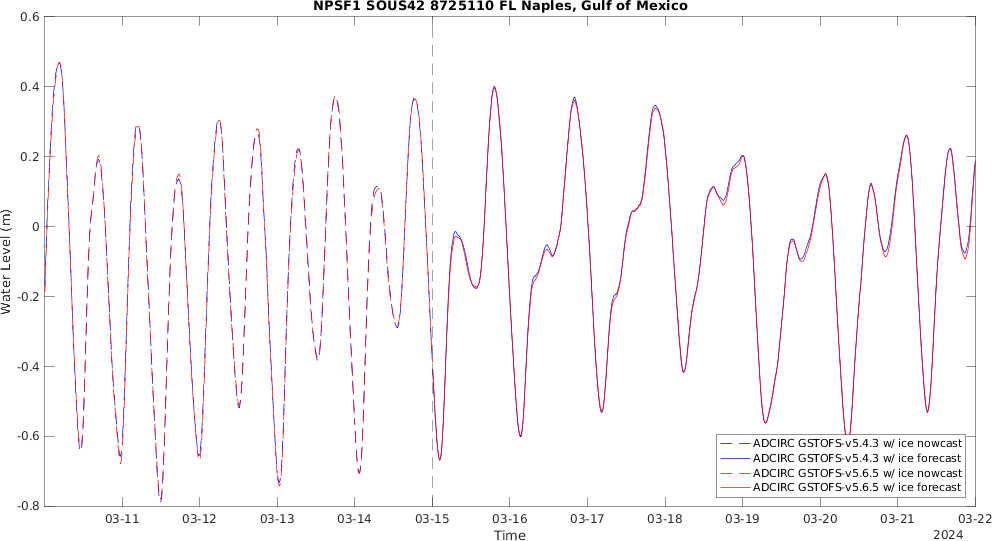 NPSF1 SOUS42 8725110 FL Naples, Gulf of Mexico
Water Level (m)
0.6
0.4
0.2
0
-0.2
-0.4
-0.6
-0.8
ADCIRC GSTOFS-v5.4.3 w/ ice nowcast
ADCIRC GSTOFS-v5.4.3 w/ ice forecast
ADCIRC GSTOFS-v5.6.5 w/ ice nowcast
ADCIRC GSTOFS-v5.6.5 w/ ice forecast
03-11 03-12 03-13 03-14 03-15 03-16 03-17 03-18 03-19 03-20 03-21 03-22
Time
2024